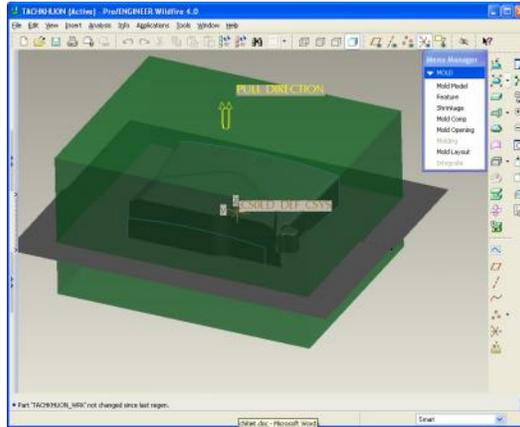 TACHKHUON (Active) - Pro/ENGINEER Wildfire 4.0
File Edit View Insert Analysis Info Applications Tools Window Help
Menu Manager
MOLD
Mold Model
Feature
Shrinkage
Mold Comp
Mold Opening
Molding
Mold Layout
Integrate
PULL DIRECTION
MOLD_DEF_CSYS
Part 'TACHKHUON_WRK' not changed since last regen.
Smart